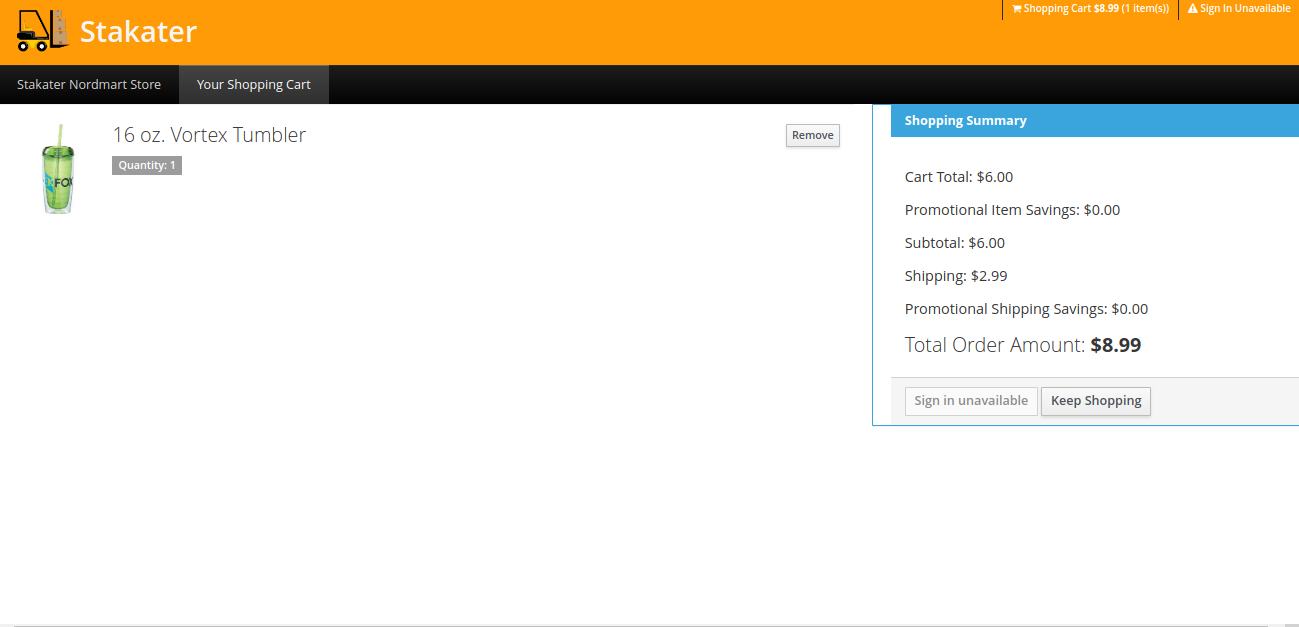 Stakater
Shopping Cart $8.99 (1 item(s))
Sign In Unavailable
Stakater Nordmart Store
Your Shopping Cart
16 oz. Vortex Tumbler
Quantity: 1
FOX
Remove
Shopping Summary
Cart Total: $6.00
Promotional Item Savings: $0.00
Subtotal: $6.00
Shipping: $2.99
Promotional Shipping Savings: $0.00
Total Order Amount: $8.99
Sign in unavailable
Keep Shopping